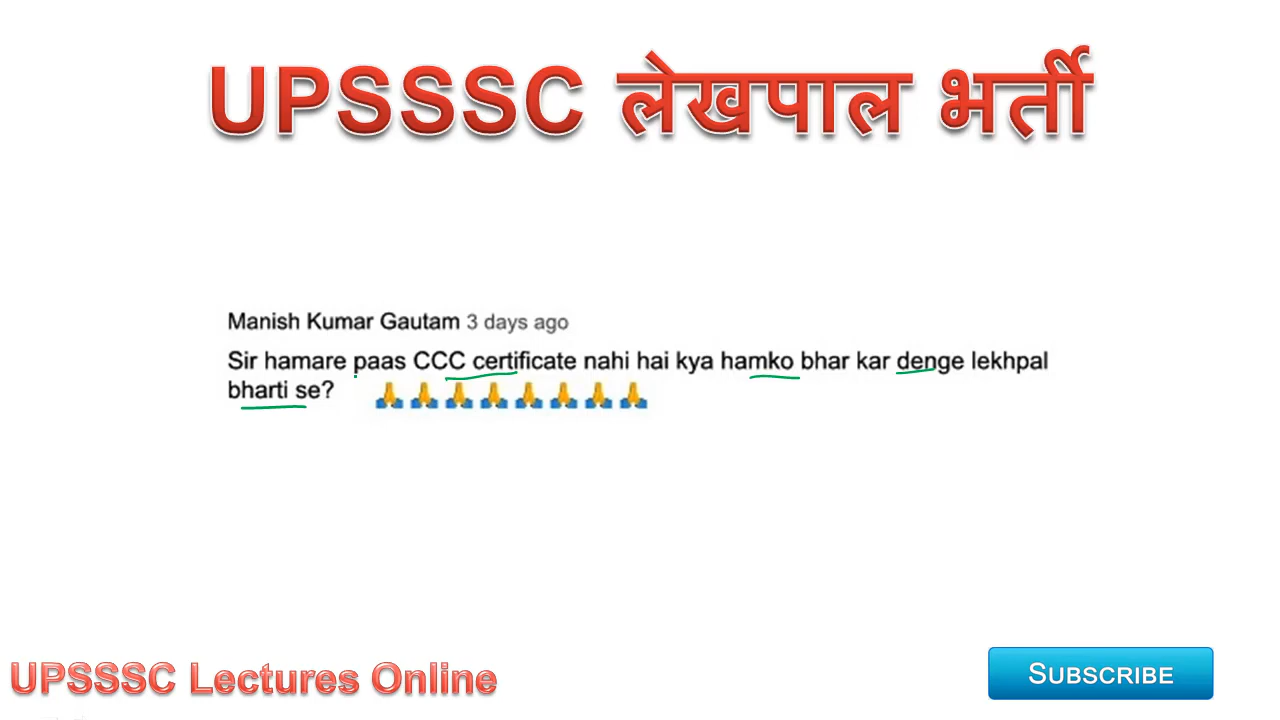 UPSSSC लेखपाल भर्ती
Manish Kumar Gautam 3 days ago
Sir hamare paas CCC certificate nahi hai kya hamko bhar kar denge lekhpal
bharti se? 🙏🙏🙏🙏🙏🙏🙏🙏
UPSSSC Lectures Online
SUBSCRIBE